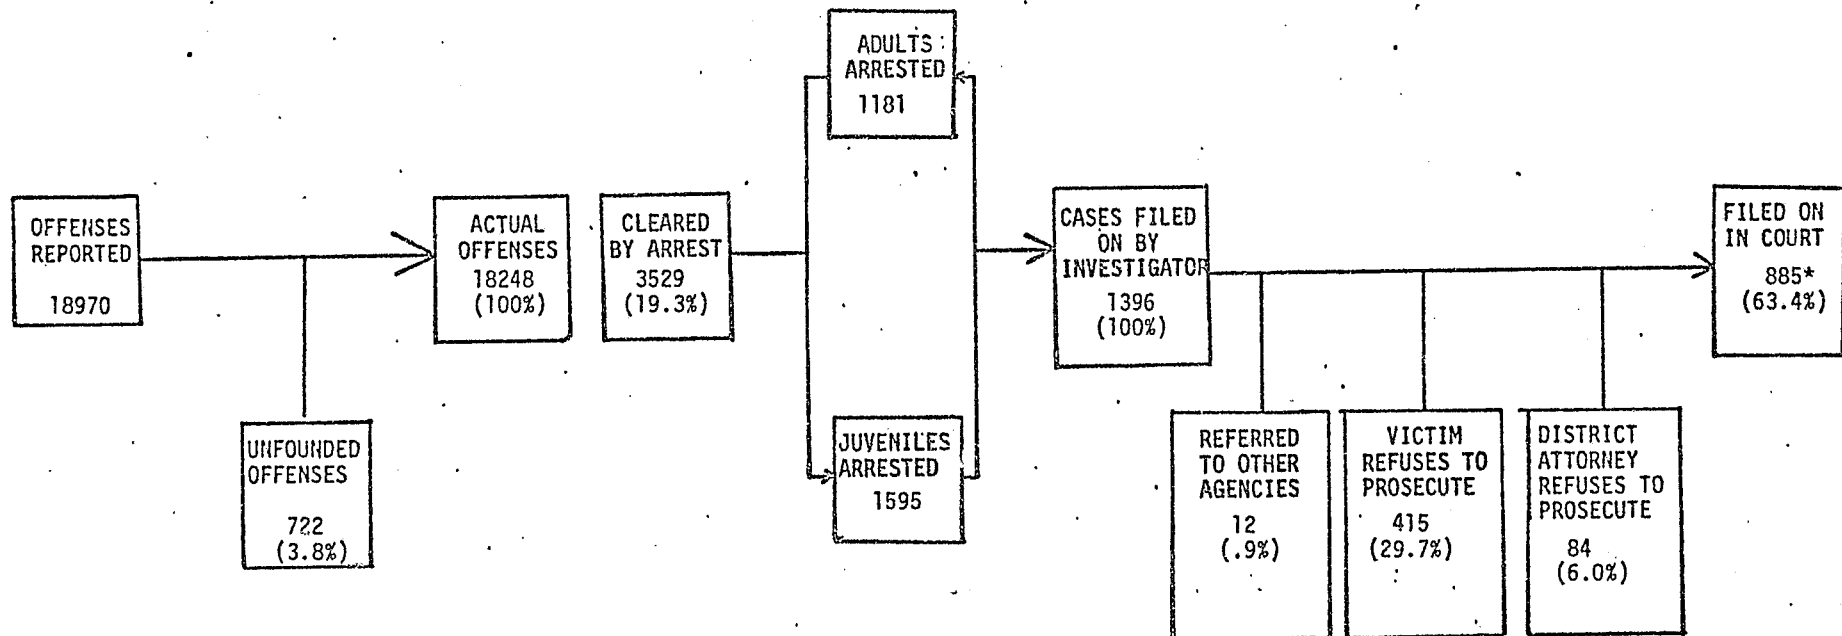 OFFENSES
REPORTED
18970
UNFOUNDED
OFFENSES
722
(3.8%)
ACTUAL
OFFENSES
18248
(100%)
CLEARED
BY ARREST
3529
(19.3%)
ADULTS
ARRESTED
1181
JUVENILES
ARRESTED
1595
CASES FILED
ON BY
INVESTIGATOR
1396
(100%)
REFERRED
TO OTHER
AGENCIES
12
(.9%)
VICTIM
REFUSES TO
PROSECUTE
415
(29.7%)
DISTRICT
ATTORNEY
REFUSES TO
PROSECUTE
84
(6.0%)
FILED ON
IN COURT
885*
(63.4%)